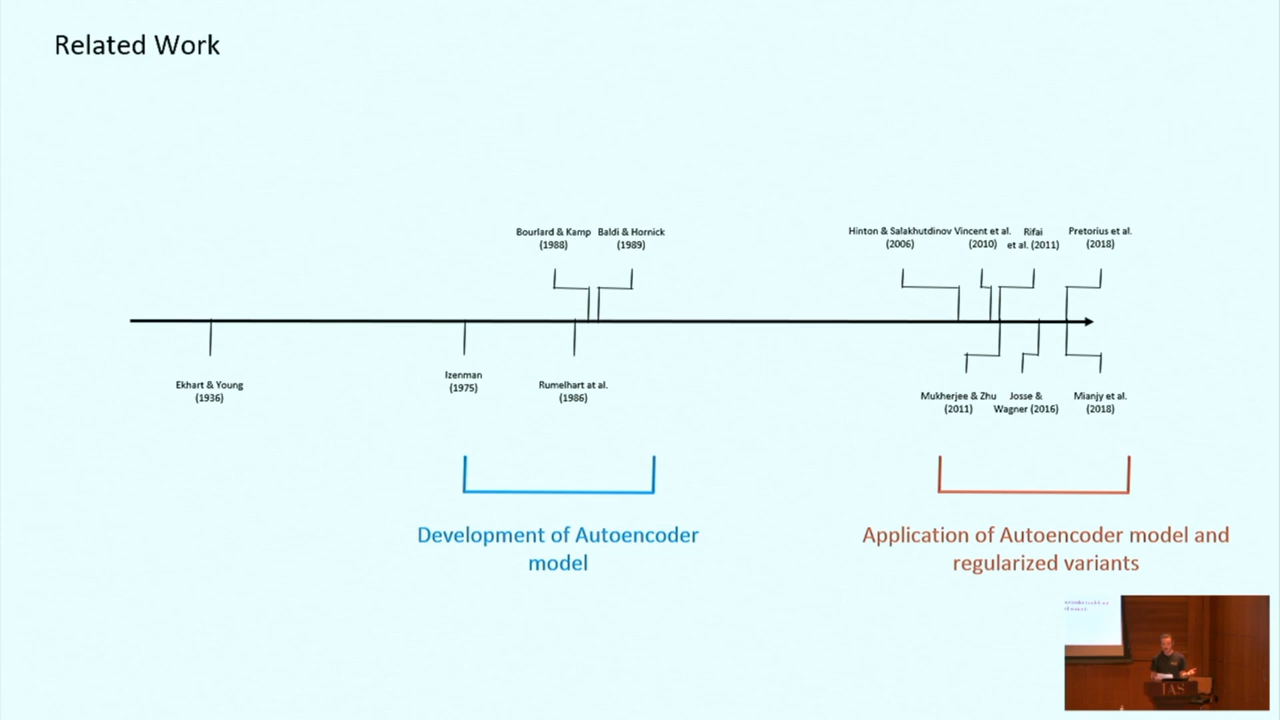 Related Work
Bourlard & Kamp
(1988)
Baldi & Hornick
(1989)
Hinton & Salakhutdinov
(2006)
Vincent et al.
(2010)
Rifai
et al. (2011)
Pretorius et al.
(2018)
Ekhart & Young
(1936)
Izenman
(1975)
Rumelhart at al.
(1986)
Mukherjee & Zhu
(2011)
Josse &
Wagner (2016)
Mianjy et al.
(2018)
Development of Autoencoder
model
Application of Autoencoder model and
regularized variants
IAS